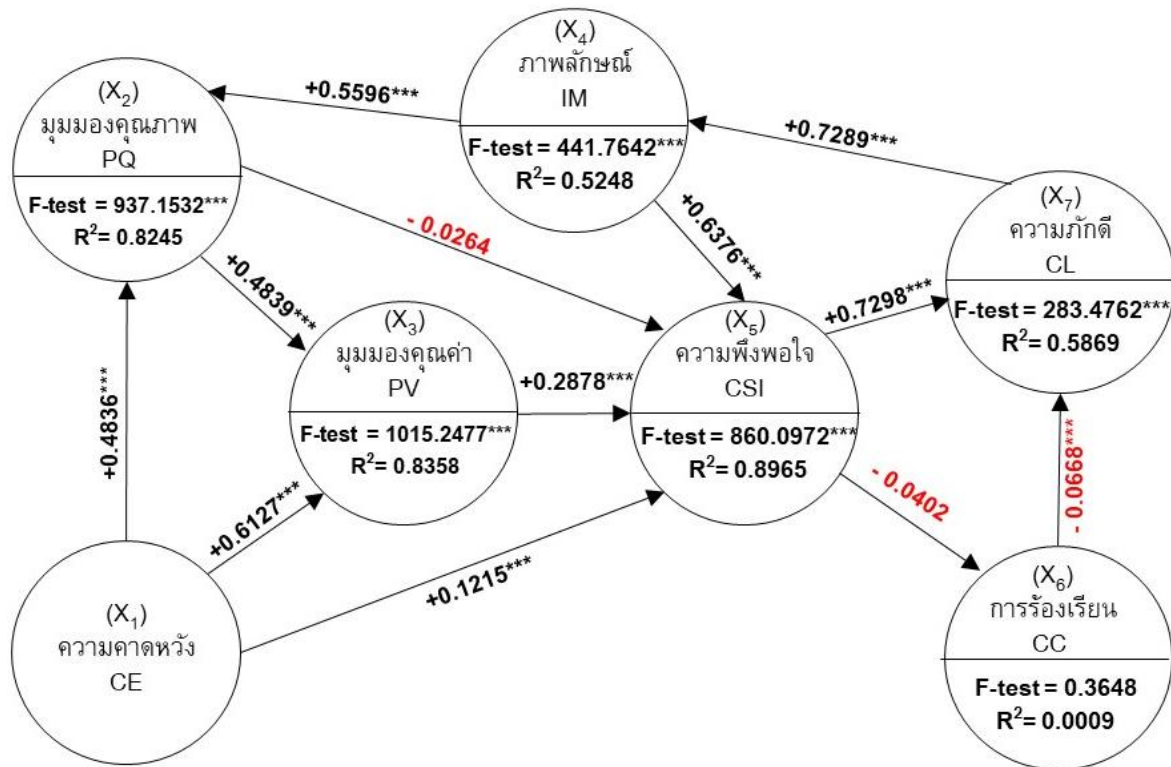 (X4)
ภาพลักษณ์
IM
F-test = 441.7642***
R2= 0.5248
(X2)
มุมมองคุณภาพ
PQ
F-test = 937.1532***
R2= 0.8245
+0.5596***
+0.7289***
(X7)
ความภักดี
CL
F-test = 283.4762***
R2= 0.5869
- 0.0264
+0.6376***
+0.4839***
+0.7298***
(X3)
มุมมองคุณค่า
PV
F-test = 1015.2477***
R2= 0.8358
+0.2878***
(X5)
ความพึงพอใจ
CSI
F-test = 860.0972***
R2= 0.8965
+0.4836***
+0.6127***
+0.1215***
- 0.0402
- 0.0668***
(X1)
ความคาดหวัง
CE
(X6)
การร้องเรียน
CC
F-test = 0.3648
R2= 0.0009